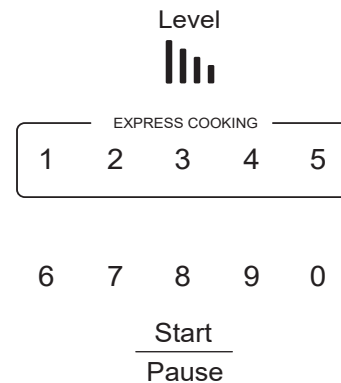 Level
EXPRESS COOKING
1 2 3 4 5
6 7 8 9 0
Start
Pause